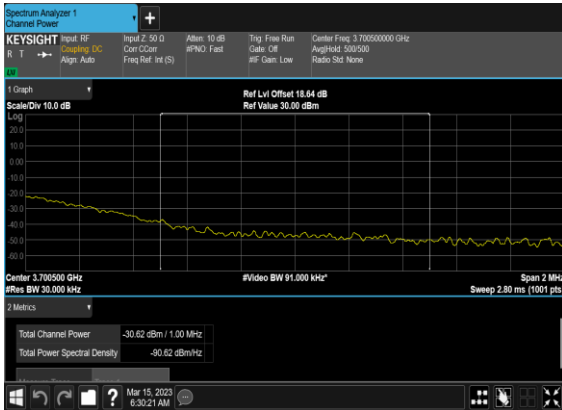 Spectrum Analyzer 1
Channel Power
+
KEYSIGHT Input: RF Input Z: 50 Ω Atten: 10 dB Trig: Free Run Center Freq: 3.700500000 GHz
R T Coupling: DC Corr CCorr #PNO: Fast Gate: Off Avg|Hold: 500/500
Align: Auto Freq Ref: Int (S) #IF Gain: Low Radio Std: None
1 Graph
Ref Lvl Offset 18.64 dB
Scale/Div 10.0 dB Ref Value 30.00 dBm
Log
20.0
10.0
0.00
-10.0
-20.0
-30.0
-40.0
-50.0
-60.0
Center 3.700500 GHz #Video BW 91.000 kHz* Span 2 MHz
#Res BW 30.000 kHz Sweep 2.80 ms (1001 pts
2 Metrics
Total Channel Power -30.62 dBm / 1.00 MHz
Total Power Spectral Density -90.62 dBm/Hz
?
Mar 15, 2023
6:30:21 AM